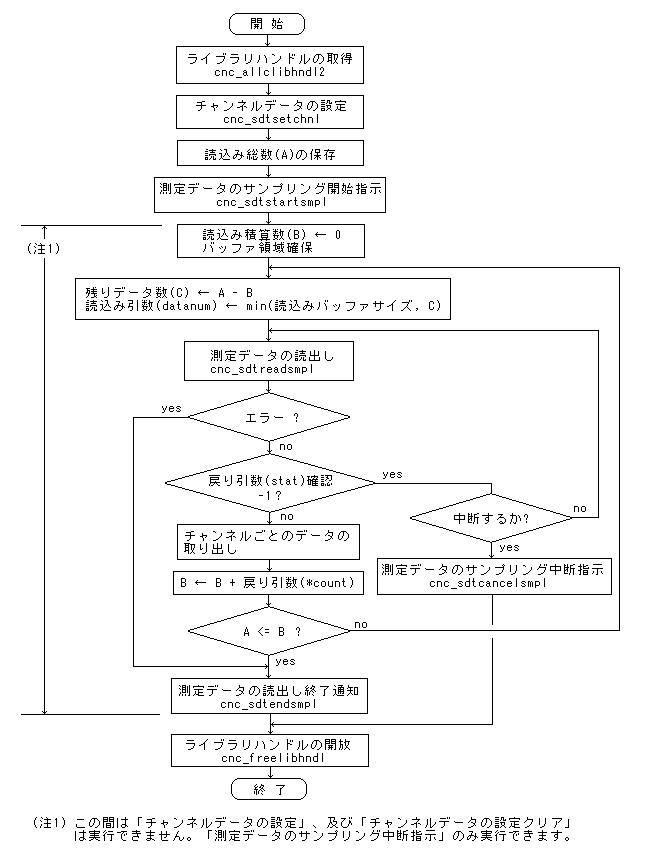 開 始
ライブラリハンドルの取得
cnc_allclibhndl2
チャンネルデータの設定
cnc_sdtsetchnl
読込み総数(A)の保存
測定データのサンプリング開始指示
cnc_sdtstartsmpl
(注1)
読込み積算数(B) ← 0
バッファ領域確保
残りデータ数(C) ← A - B
読込み引数(datanum) ← min(読込みバッファサイズ, C)
測定データの読出し
cnc_sdtreadsmpl
yes
エラー ?
no
戻り引数(stat)確認
-1?
yes
no
中断するか?
no
yes
チャンネルごとのデータの
取り出し
測定データのサンプリング中断指示
cnc_sdtcancelsmpl
B ← B + 戻り引数(*count)
A <= B ?
no
yes
測定データの読出し終了通知
cnc_sdtendsmpl
ライブラリハンドルの開放
cnc_freelibhndl
終 了
(注1) この間は「チャンネルデータの設定」、及び「チャンネルデータの設定クリア」
は実行できません。「測定データのサンプリング中断指示」のみ実行できます。